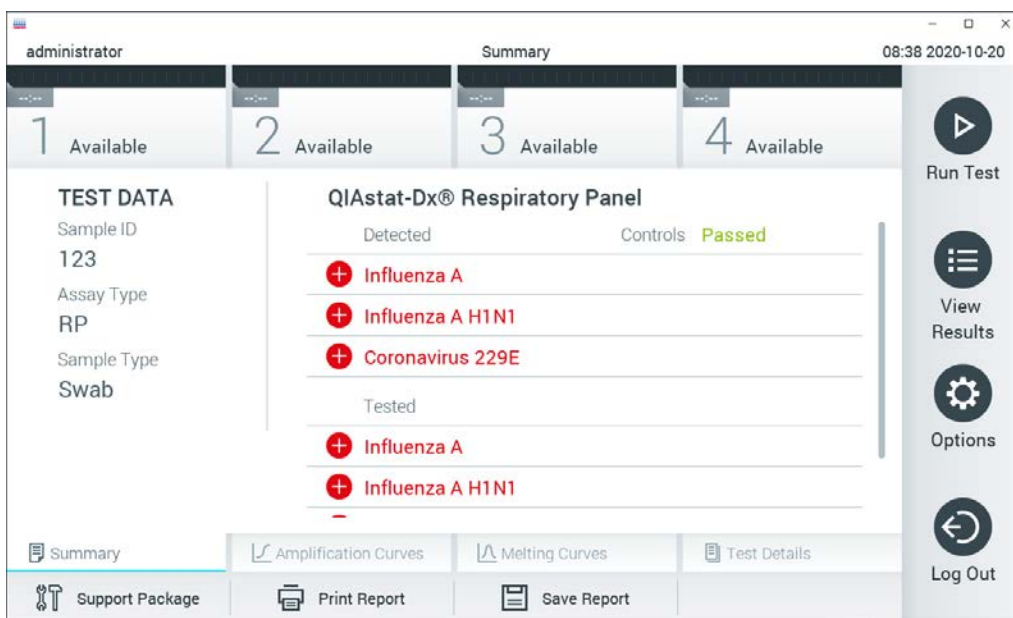 administrator Summary 08:38 2020-10-20
--:-- --:-- --:-- --:--
1 Available 2 Available 3 Available 4 Available
Run Test
TEST DATA
Sample ID
123
Assay Type
RP
Sample Type
Swab
QIAstat-Dx® Respiratory Panel
Detected Controls Passed
Influenza A
Influenza A H1N1
Coronavirus 229E
Tested
Influenza A
Influenza A H1N1
View
Results
Options
Log Out
Summary Amplification Curves Melting Curves Test Details
Support Package Print Report Save Report